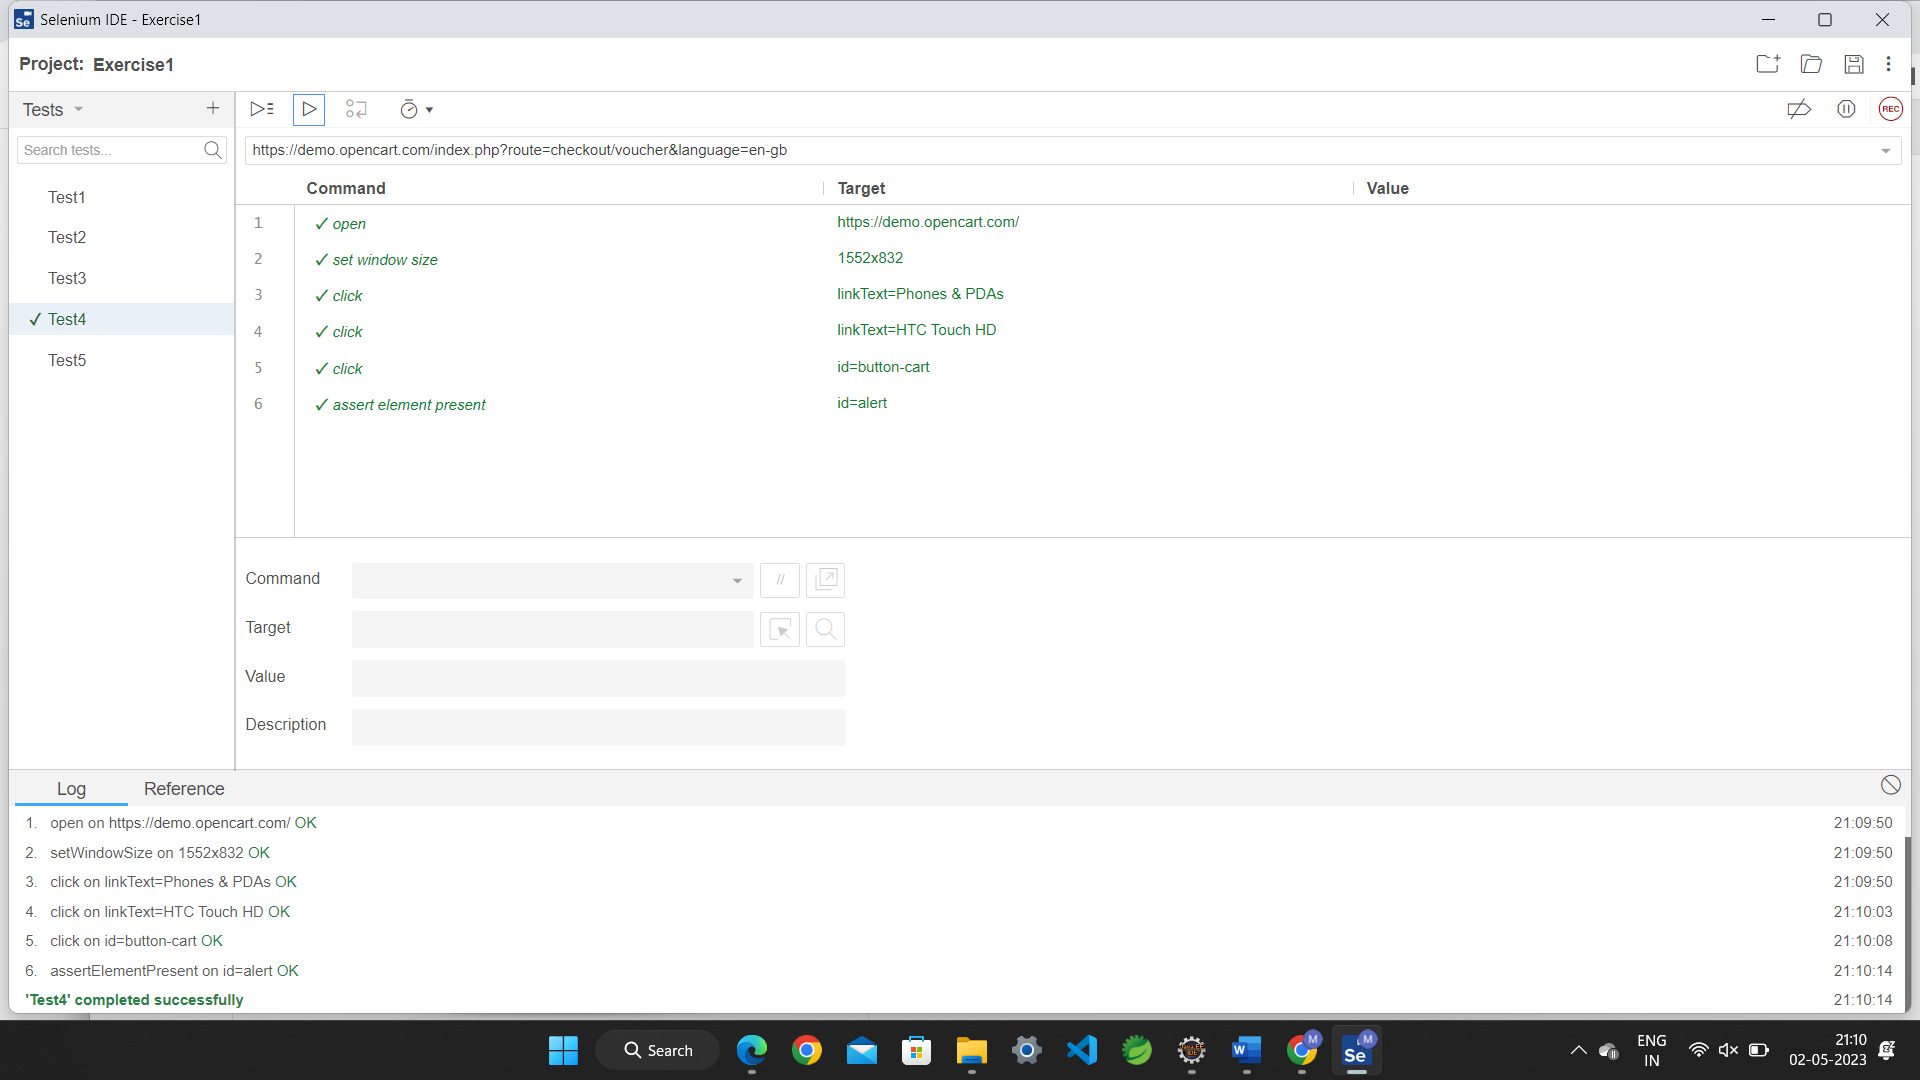 Selenium IDE - Exercise1
Project: Exercise1
Tests
Search tests...
https://demo.opencart.com/index.php?route=checkout/voucher&language=en-gb
REC
Command Target Value
Test1
Test2
Test3
✓ Test4
Test5
1 ✓ open https://demo.opencart.com/
2 ✓ set window size 1552x832
3 ✓ click linkText=Phones & PDAs
4 ✓ click linkText=HTC Touch HD
5 ✓ click id=button-cart
6 ✓ assert element present id=alert
Command //
Target
Value
Description
Log Reference
1. open on https://demo.opencart.com/ OK 21:09:50
2. setWindowSize on 1552x832 OK 21:09:50
3. click on linkText=Phones & PDAs OK 21:09:50
4. click on linkText=HTC Touch HD OK 21:10:03
5. click on id=button-cart OK 21:10:08
6. assertElementPresent on id=alert OK 21:10:14
'Test4' completed successfully 21:10:14
Search
ENG
IN
21:10
02-05-2023